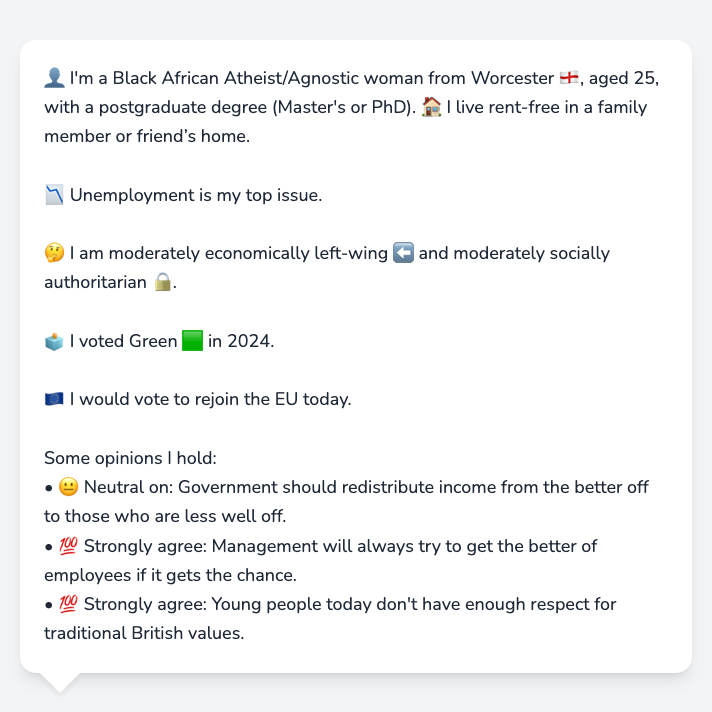 👤 I'm a Black African Atheist/Agnostic woman from Worcester 🏴󠁧󠁢󠁥󠁮󠁧󠁿, aged 25,
with a postgraduate degree (Master's or PhD). 🏠 I live rent-free in a family
member or friend’s home.
📉 Unemployment is my top issue.
🤔 I am moderately economically left-wing ⬅️ and moderately socially
authoritarian 🔒.
🗳️ I voted Green 🟩 in 2024.
🇪🇺 I would vote to rejoin the EU today.
Some opinions I hold:
• 😐 Neutral on: Government should redistribute income from the better off
to those who are less well off.
• 💯 Strongly agree: Management will always try to get the better of
employees if it gets the chance.
• 💯 Strongly agree: Young people today don't have enough respect for
traditional British values.